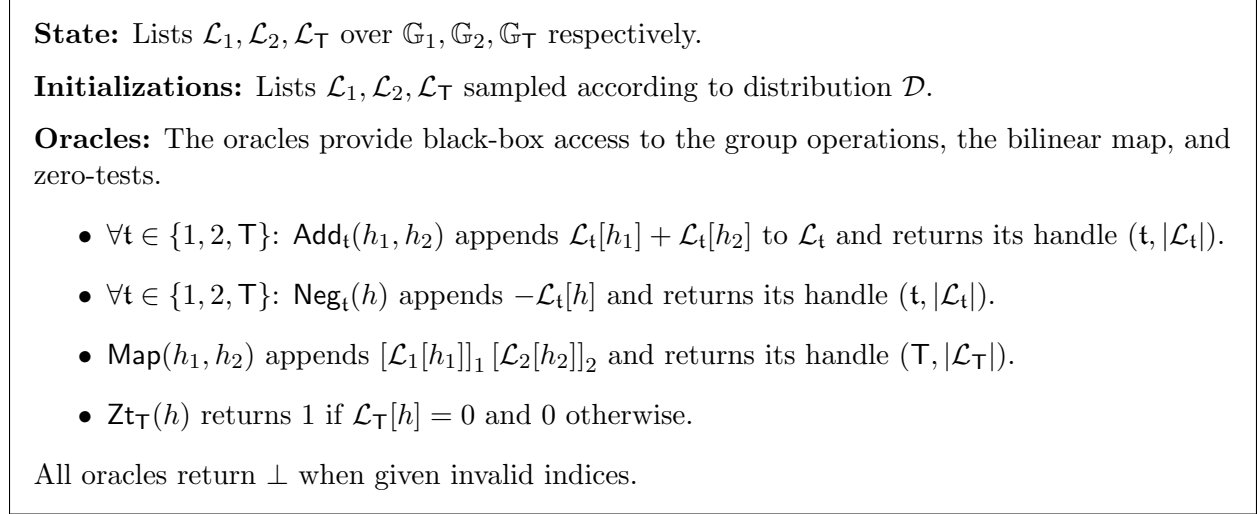 State: Lists 𝓛₁, 𝓛₂, 𝓛_𝖳 over 𝔾₁, 𝔾₂, 𝔾_𝖳 respectively.
Initializations: Lists 𝓛₁, 𝓛₂, 𝓛_𝖳 sampled according to distribution 𝓓.
Oracles: The oracles provide black-box access to the group operations, the bilinear map, and
zero-tests.
• ∀𝔱 ∈ {1, 2, 𝖳}: Add_𝔱(h₁, h₂) appends 𝓛_𝔱[h₁] + 𝓛_𝔱[h₂] to 𝓛_𝔱 and returns its handle (𝔱, |𝓛_𝔱|).
• ∀𝔱 ∈ {1, 2, 𝖳}: Neg_𝔱(h) appends −𝓛_𝔱[h] and returns its handle (𝔱, |𝓛_𝔱|).
• Map(h₁, h₂) appends [𝓛₁[h₁]]₁ [𝓛₂[h₂]]₂ and returns its handle (𝖳, |𝓛_𝖳|).
• Zt_𝖳(h) returns 1 if 𝓛_𝖳[h] = 0 and 0 otherwise.
All oracles return ⊥ when given invalid indices.